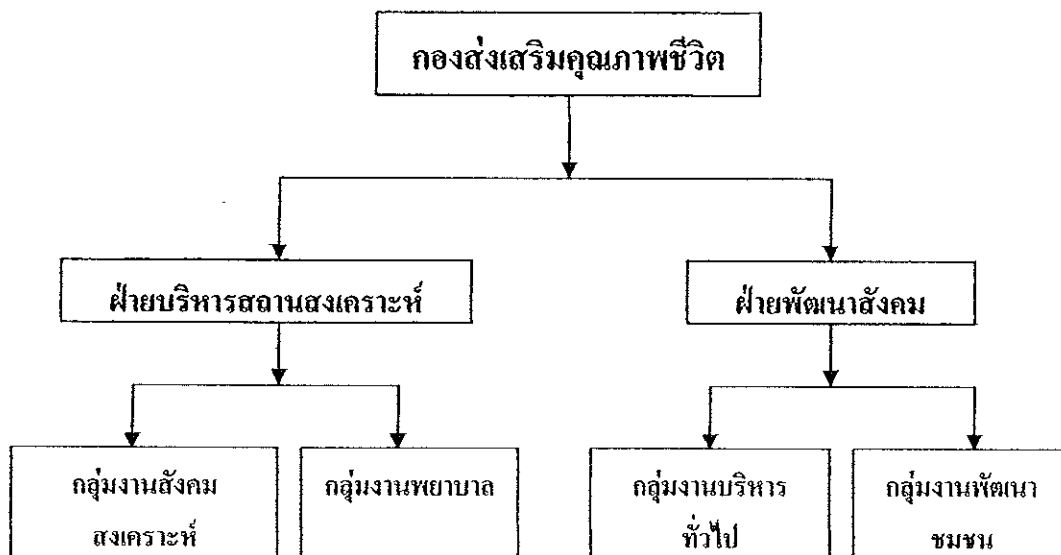 กองส่งเสริมคุณภาพชีวิต
ฝ่ายบริหารสถานสงเคราะห์
ฝ่ายพัฒนาสังคม
กลุ่มงานสังคม
สงเคราะห์
กลุ่มงานพยาบาล
กลุ่มงานบริหาร
ทั่วไป
กลุ่มงานพัฒนา
ชมชน